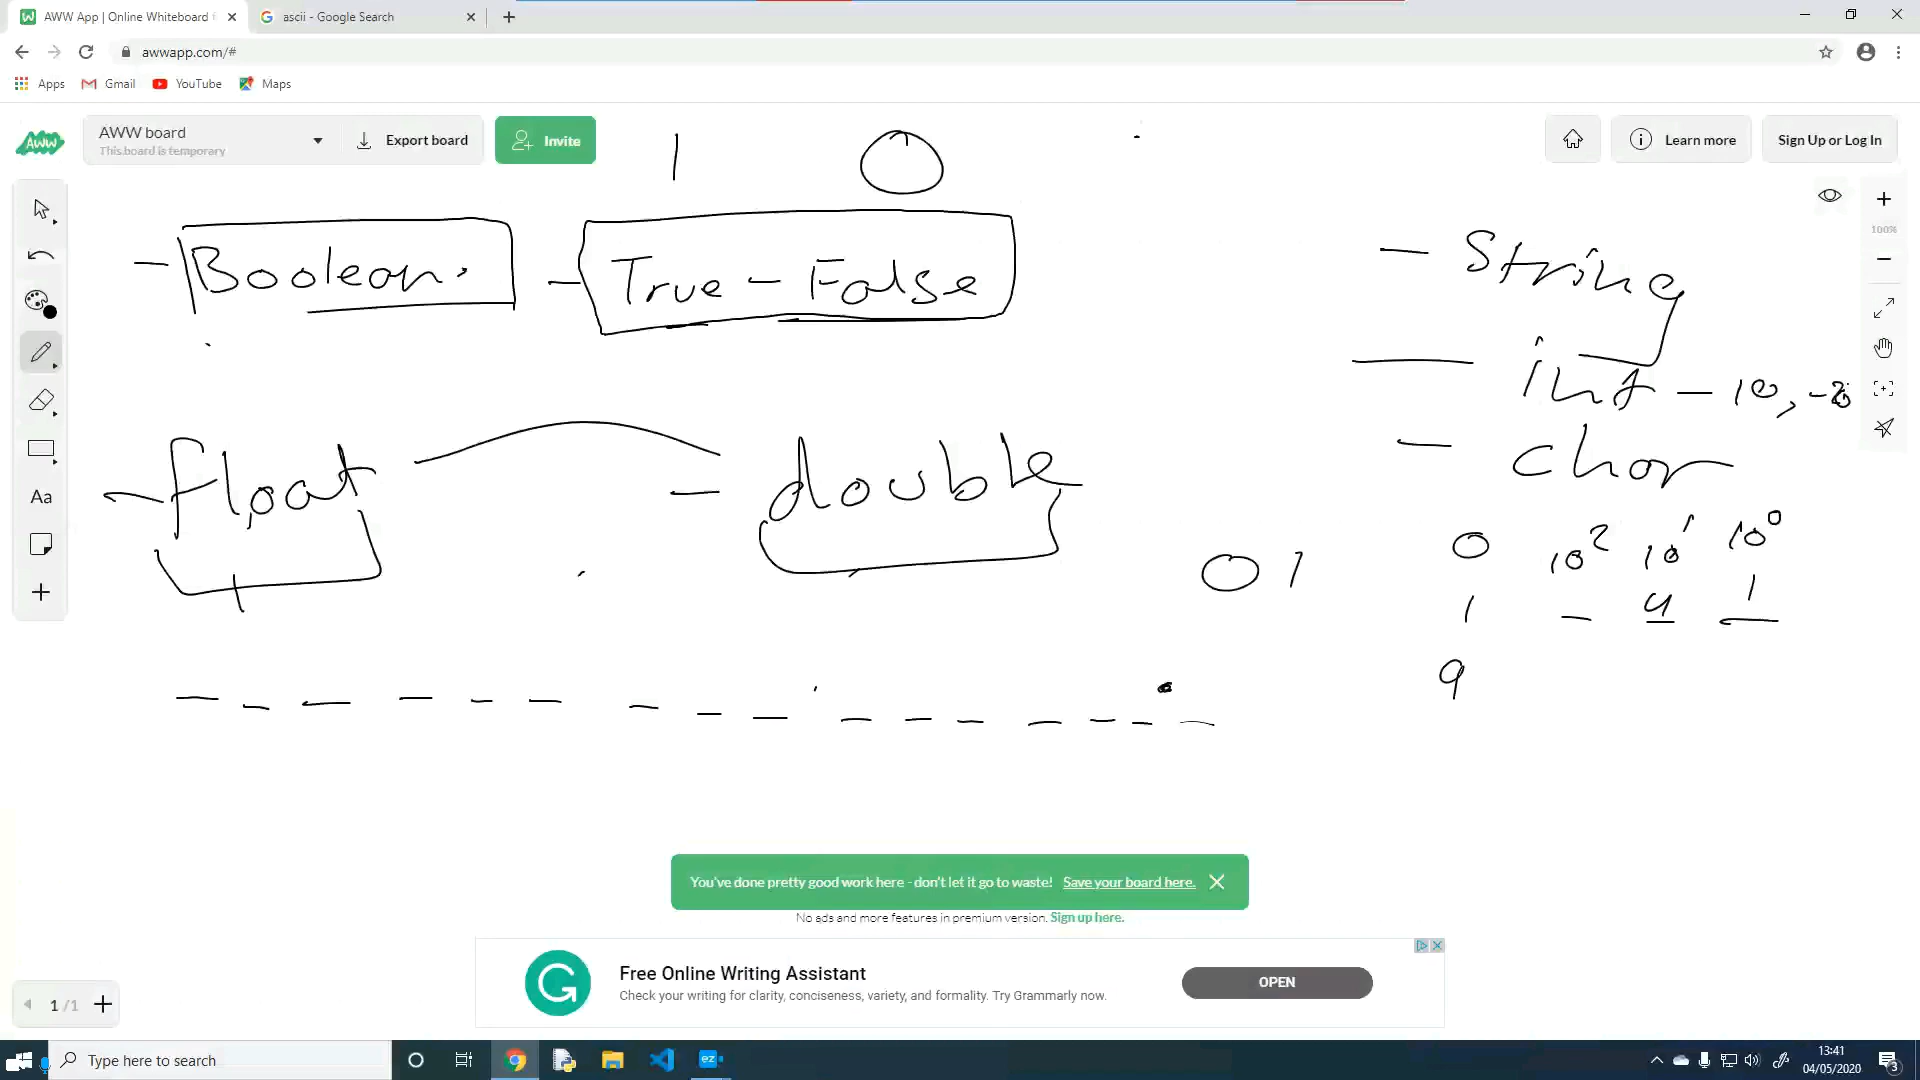 AWW App | Online Whiteboard f
ascii - Google Search
awwapp.com/#
Apps
Gmail
YouTube
Maps
AWW
AWW board
This board is temporary
Export board
Invite
Learn more
Sign Up or Log In
100%
1 0
- Boolean.
- True - False
- String
- int - 10,
- char
- float
- double
0 1
0 10² 10¹ 10⁰
1 - 4 1
9
Aa
You've done pretty good work here - don't let it go to waste! Save your board here.
No ads and more features in premium version. Sign up here.
Free Online Writing Assistant
Check your writing for clarity, conciseness, variety, and formality. Try Grammarly now.
OPEN
1 /1
Type here to search
ez
13:41
04/05/2020
3